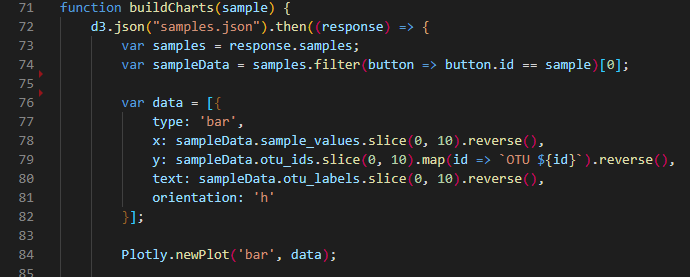 71 function buildCharts(sample) {
72 d3.json("samples.json").then((response) => {
73 var samples = response.samples;
74 var sampleData = samples.filter(button => button.id == sample)[0];
75
76 var data = [{
77 type: 'bar',
78 x: sampleData.sample_values.slice(0, 10).reverse(),
79 y: sampleData.otu_ids.slice(0, 10).map(id => `OTU ${id}`).reverse(),
80 text: sampleData.otu_labels.slice(0, 10).reverse(),
81 orientation: 'h'
82 }];
83
84 Plotly.newPlot('bar', data);
85